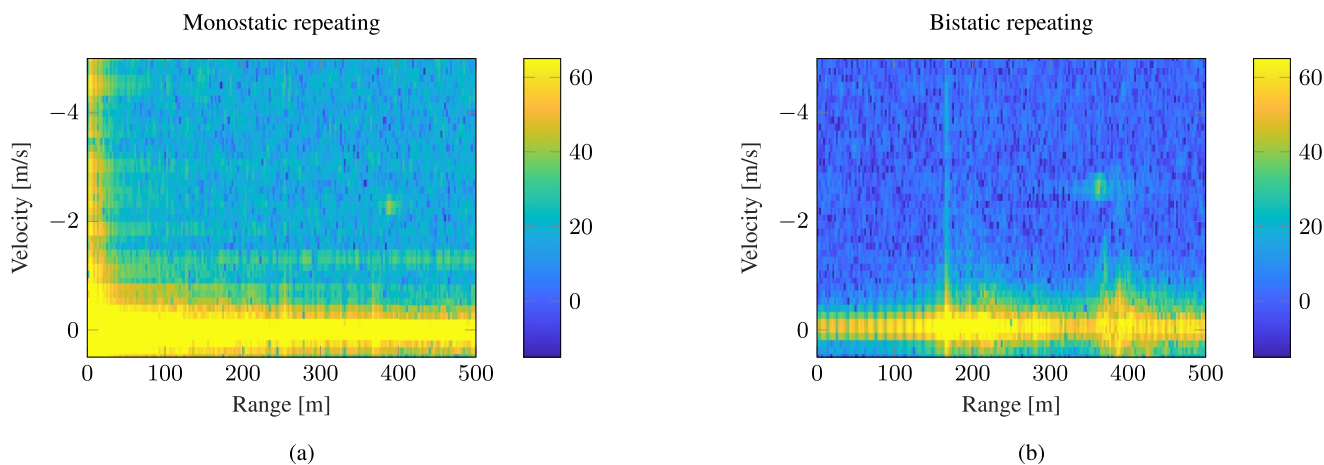 Monostatic repeating
Velocity [m/s]
−4
−2
0
0 100 200 300 400 500
Range [m]
60
40
20
0
(a)
Bistatic repeating
Velocity [m/s]
−4
−2
0
0 100 200 300 400 500
Range [m]
60
40
20
0
(b)